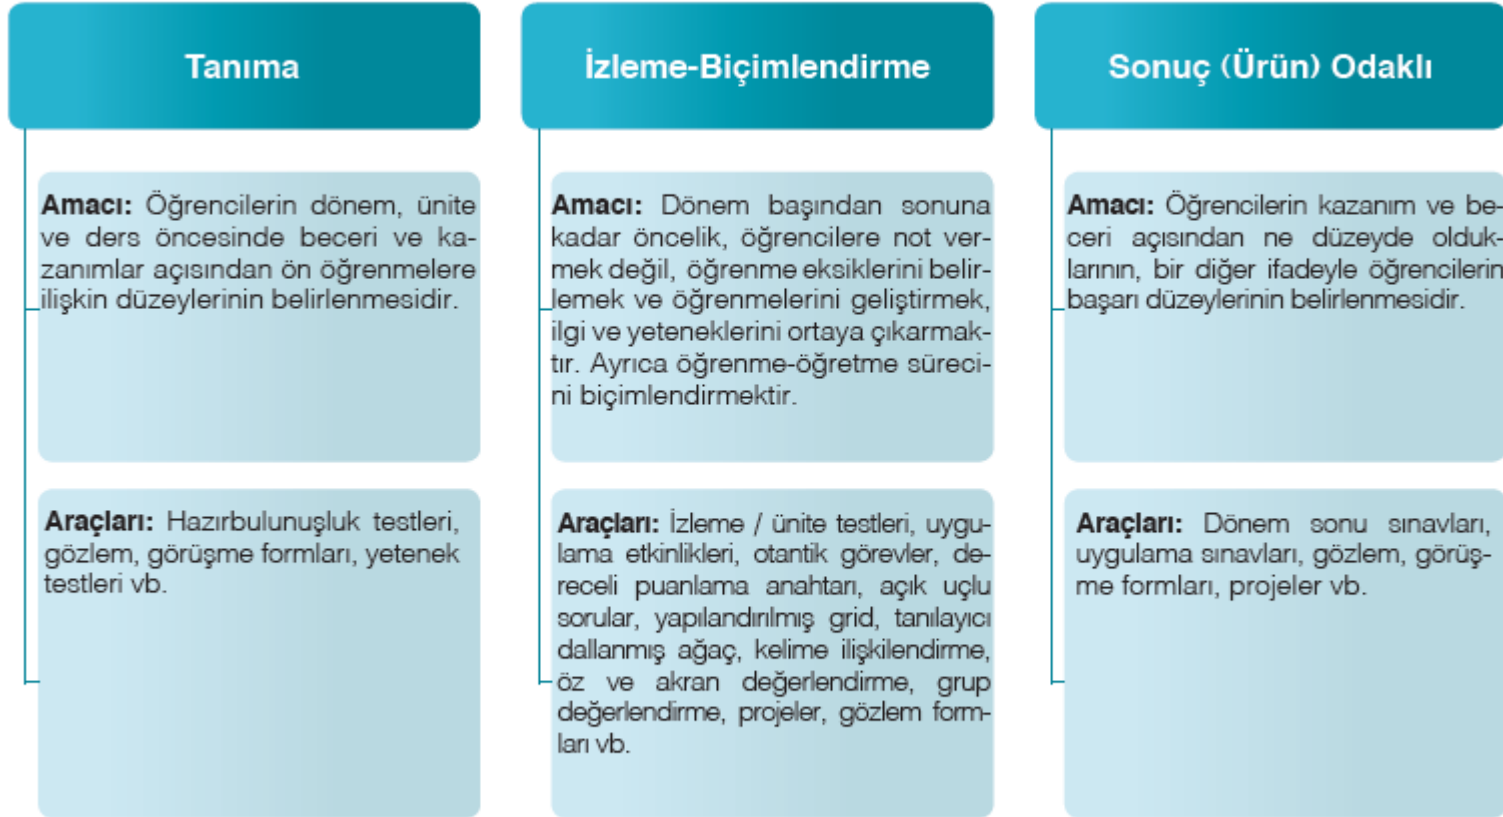 Tanıma
Amacı: Öğrencilerin dönem, ünite
ve ders öncesinde beceri ve ka-
zanımlar açısından ön öğrenmelere
ilişkin düzeylerinin belirlenmesidir.
Araçları: Hazırbulunuşluk testleri,
gözlem, görüşme formları, yetenek
testleri vb.
İzleme-Biçimlendirme
Amacı: Dönem başından sonuna
kadar öncelik, öğrencilere not ver-
mek değil, öğrenme eksiklerini belir-
lemek ve öğrenmelerini geliştirmek,
ilgi ve yeteneklerini ortaya çıkarmak-
tır. Ayrıca öğrenme-öğretme süreci-
ni biçimlendirmektir.
Araçları: İzleme / ünite testleri, uygu-
lama etkinlikleri, otantik görevler, de-
receli puanlama anahtarı, açık uçlu
sorular, yapılandırılmış grid, tanılayıcı
dallanmış ağaç, kelime ilişkilendirme,
öz ve akran değerlendirme, grup
değerlendirme, projeler, gözlem form-
ları vb.
Sonuç (Ürün) Odaklı
Amacı: Öğrencilerin kazanım ve be-
ceri açısından ne düzeyde olduk-
larının, bir diğer ifadeyle öğrencilerin
başarı düzeylerinin belirlenmesidir.
Araçları: Dönem sonu sınavları,
uygulama sınavları, gözlem, görüş-
me formları, projeler vb.